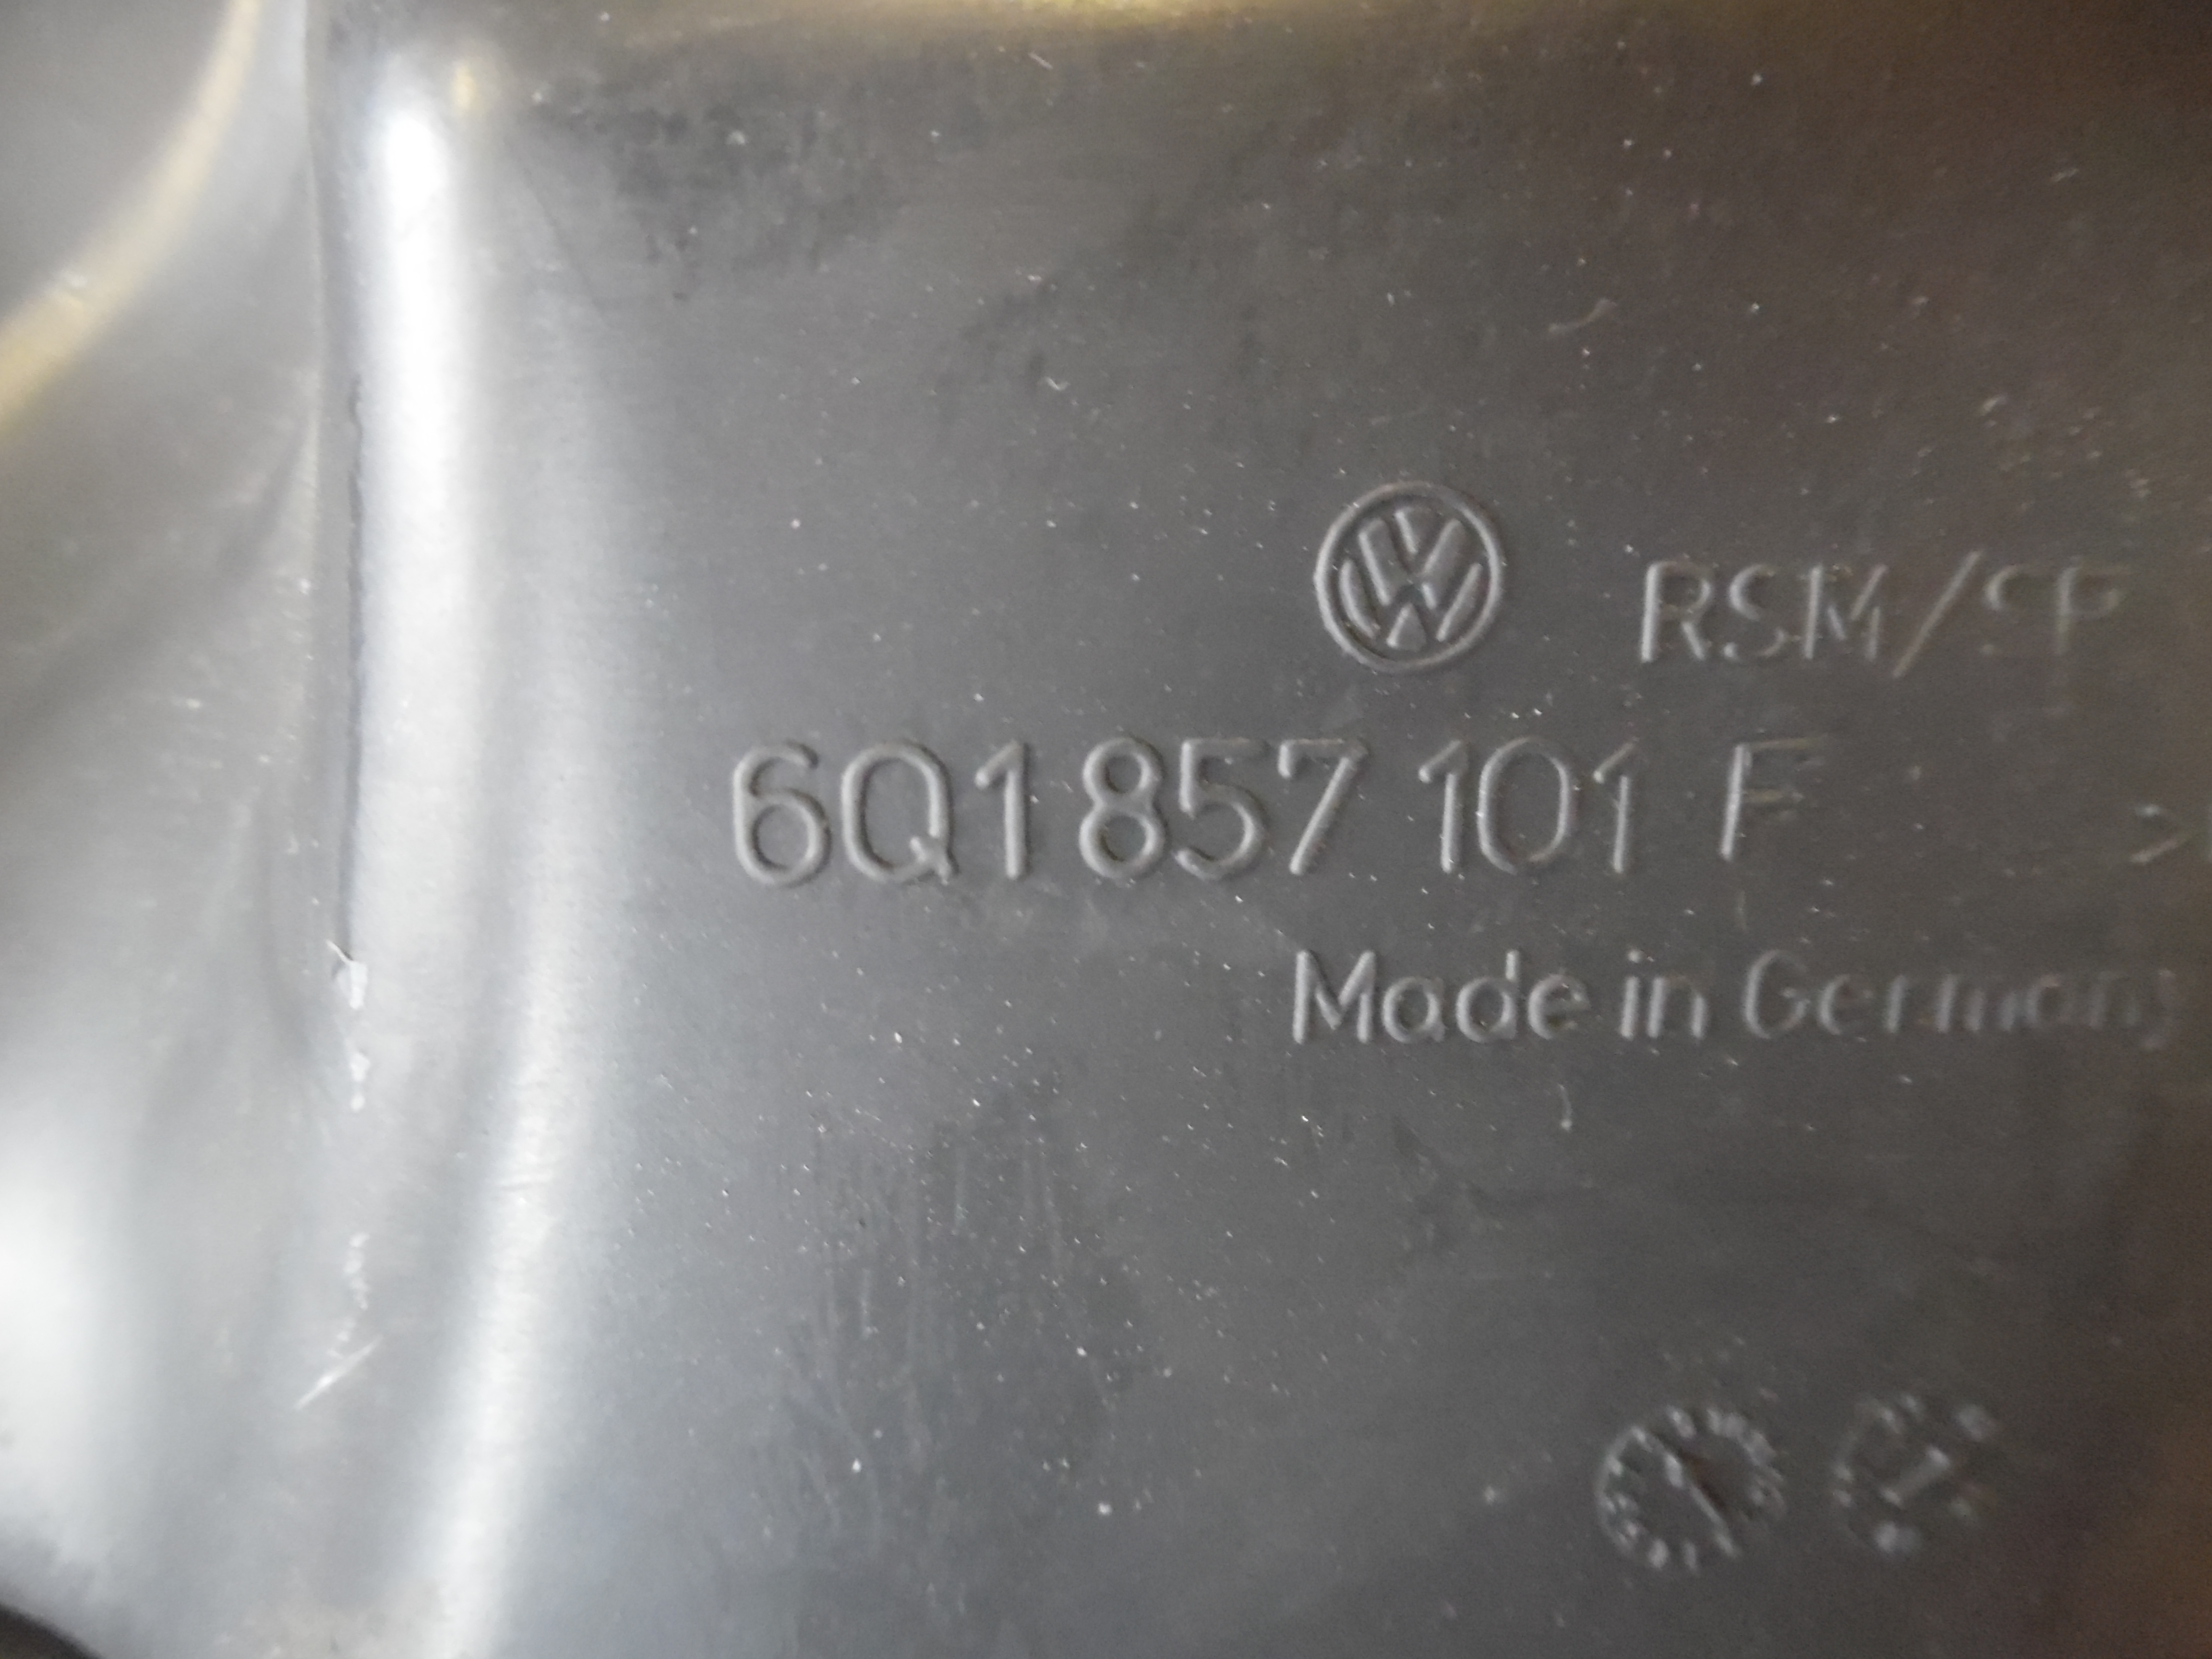 RSM/SP
6Q1 857 101 F
Made in Germany